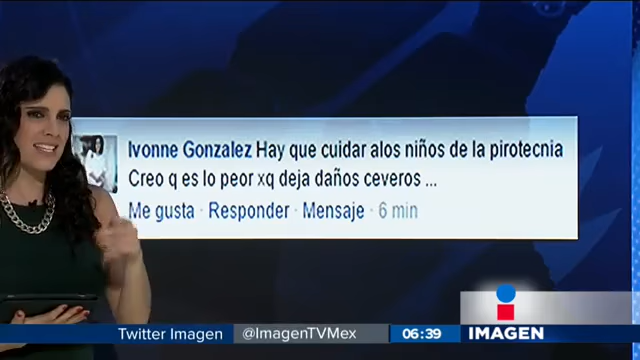 Ivonne Gonzalez Hay que cuidar alos niños de la pirotecnia
Creo q es lo peor xq deja daños ceveros ...
Me gusta · Responder · Mensaje · 6 min
Twitter Imagen @ImagenTVMex 06:39 IMAGEN